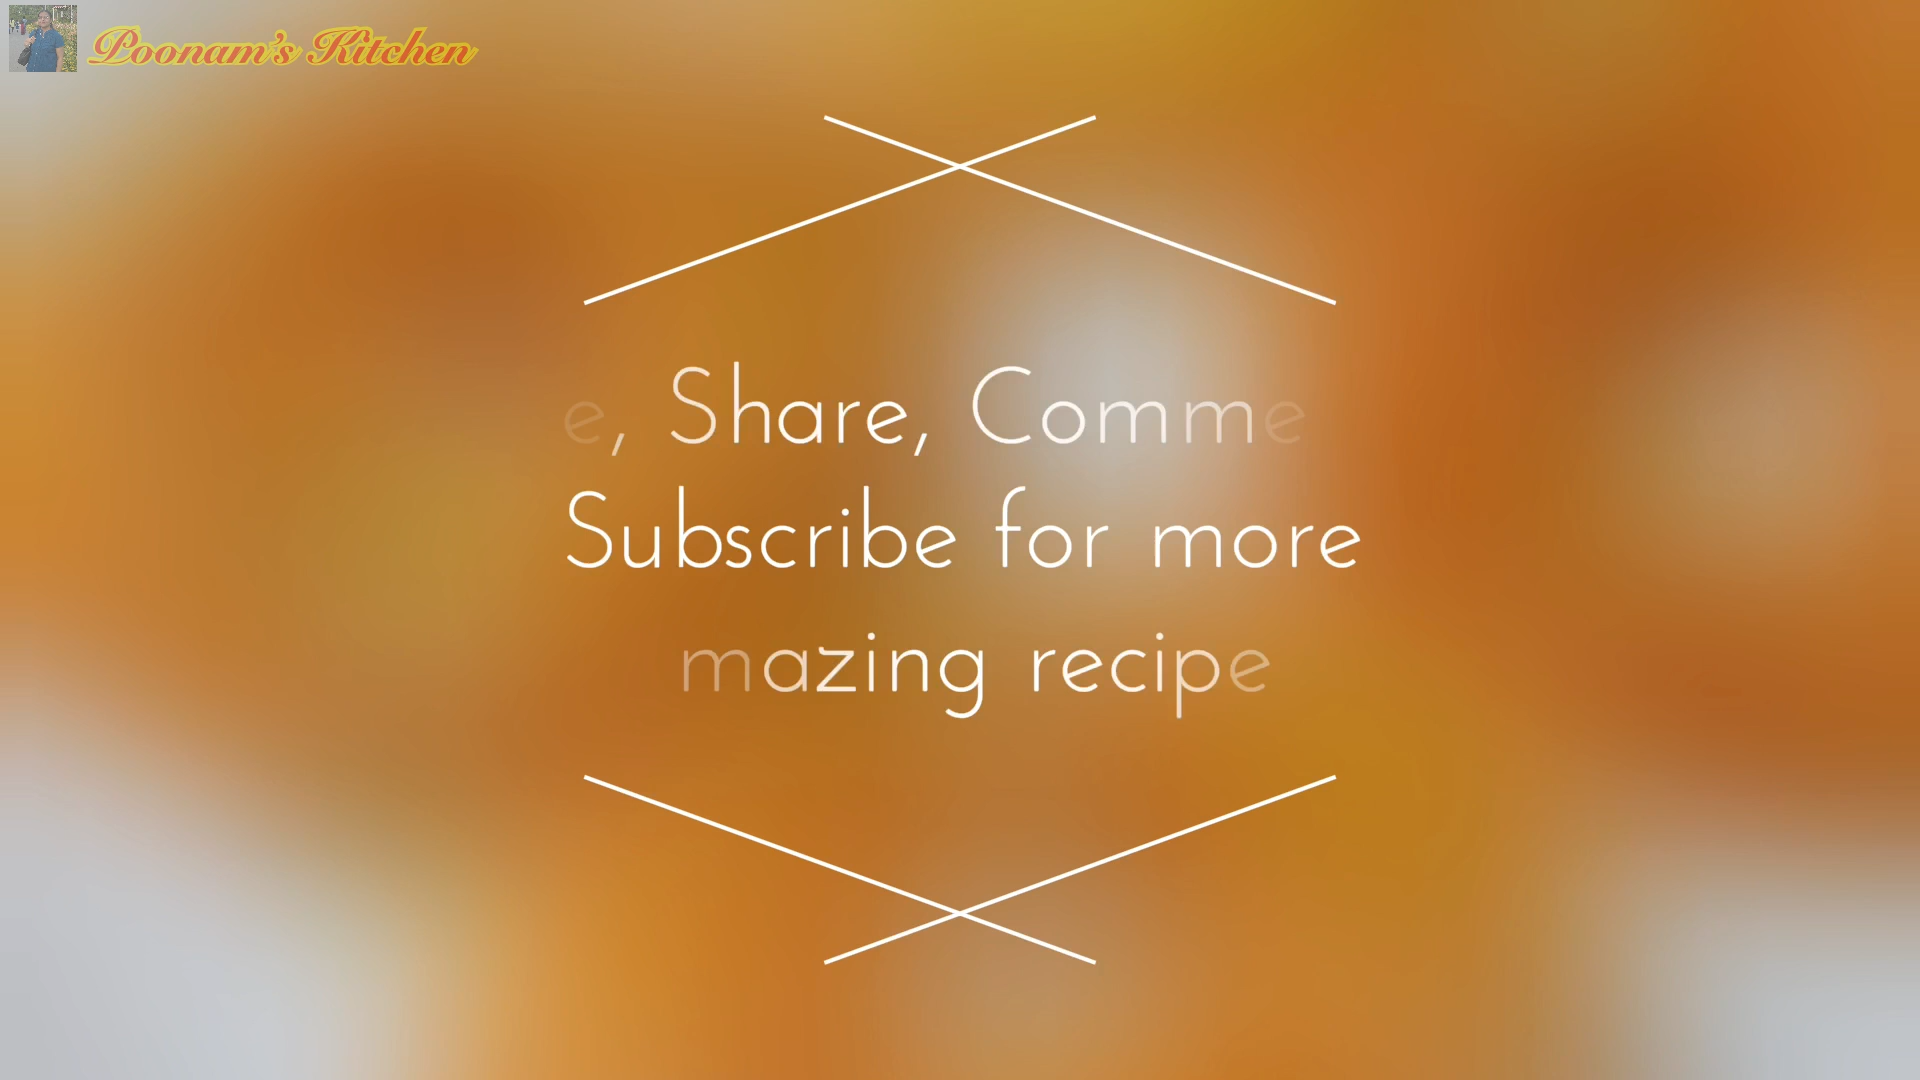 Poonam's Kitchen
e, Share, Comme
Subscribe for more
mazing recipe